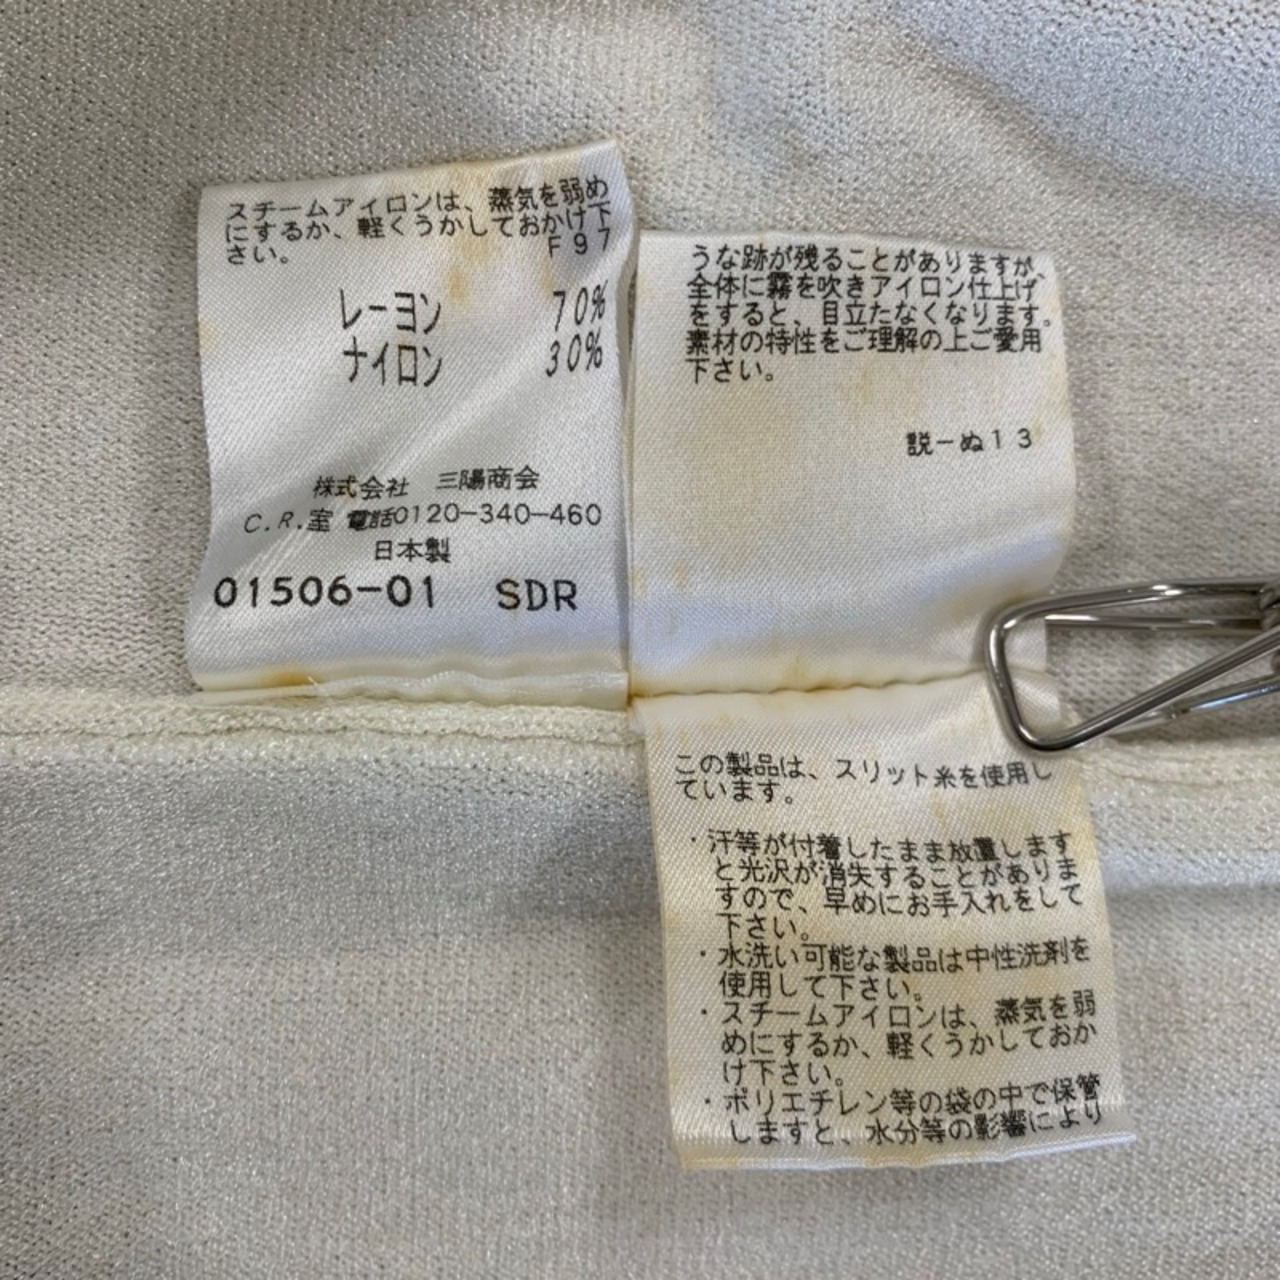 スチームアイロンは、蒸気を弱め
にするか、軽くうかしておかけ下
さい。 F97
レーヨン 70%
ナイロン 30%
株式会社 三陽商会
C.R.室 電話0120-340-460
日本製
01506-01 SDR
うな跡が残ることがありますが、
全体に霧を吹きアイロン仕上げ
をすると、目立たなくなります。
素材の特性をご理解の上ご愛用
下さい。
説-ぬ13
この製品は、スリット糸を使用し
ています。
・汗等が付着したまま放置します
と光沢が消失することがありま
すので、早めにお手入れをして
下さい。
・水洗い可能な製品は中性洗剤を
使用して下さい。
・スチームアイロンは、蒸気を弱
めにするか、軽くうかしておか
け下さい。
・ポリエチレン等の袋の中で保管
しますと、水分等の影響により